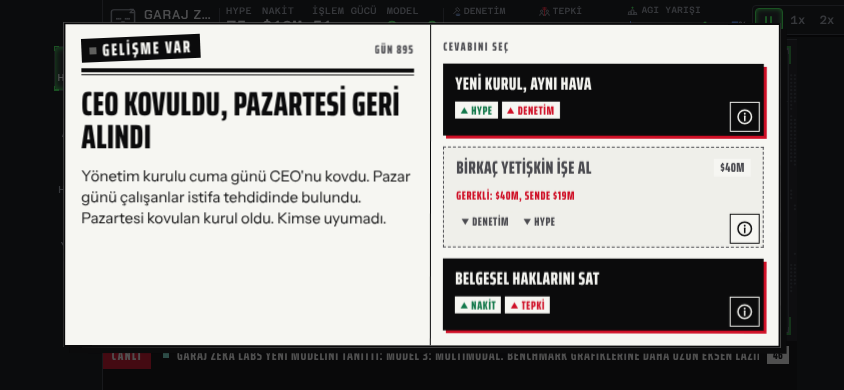 GARAJ Z...
HYPE NAKİT İŞLEM GÜCÜ MODEL
DENETİM
TEPKİ
AGI YARIŞI
1x 2x
GELİŞME VAR
GÜN 895
CEO KOVULDU, PAZARTESİ GERİ
ALINDI
Yönetim kurulu cuma günü CEO'nu kovdu. Pazar
günü çalışanlar istifa tehdidinde bulundu.
Pazartesi kovulan kurul oldu. Kimse uyumadı.
CEVABINI SEÇ
YENİ KURUL, AYNI HAVA
▲ HYPE ▲ DENETİM
BİRKAÇ YETİŞKİN İŞE AL
$40M
GEREKLİ: $40M, SENDE $19M
▼ DENETİM ▼ HYPE
BELGESEL HAKLARINI SAT
▲ NAKİT ▲ TEPKİ
CANLI
GARAJ ZEKA LABS YENİ MODELİNİ TANITTI: MODEL 3: MULTIMODAL. BENCHMARK GRAFİKLERİNE DAHA UZUN EKSEN LAZIM